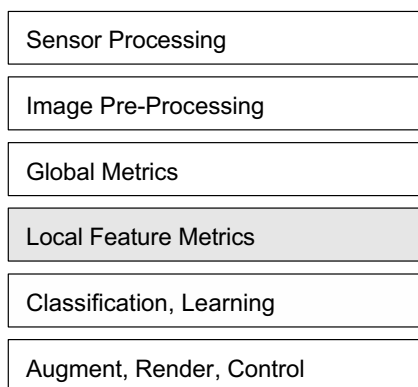 Sensor Processing
Image Pre-Processing
Global Metrics
Local Feature Metrics
Classification, Learning
Augment, Render, Control